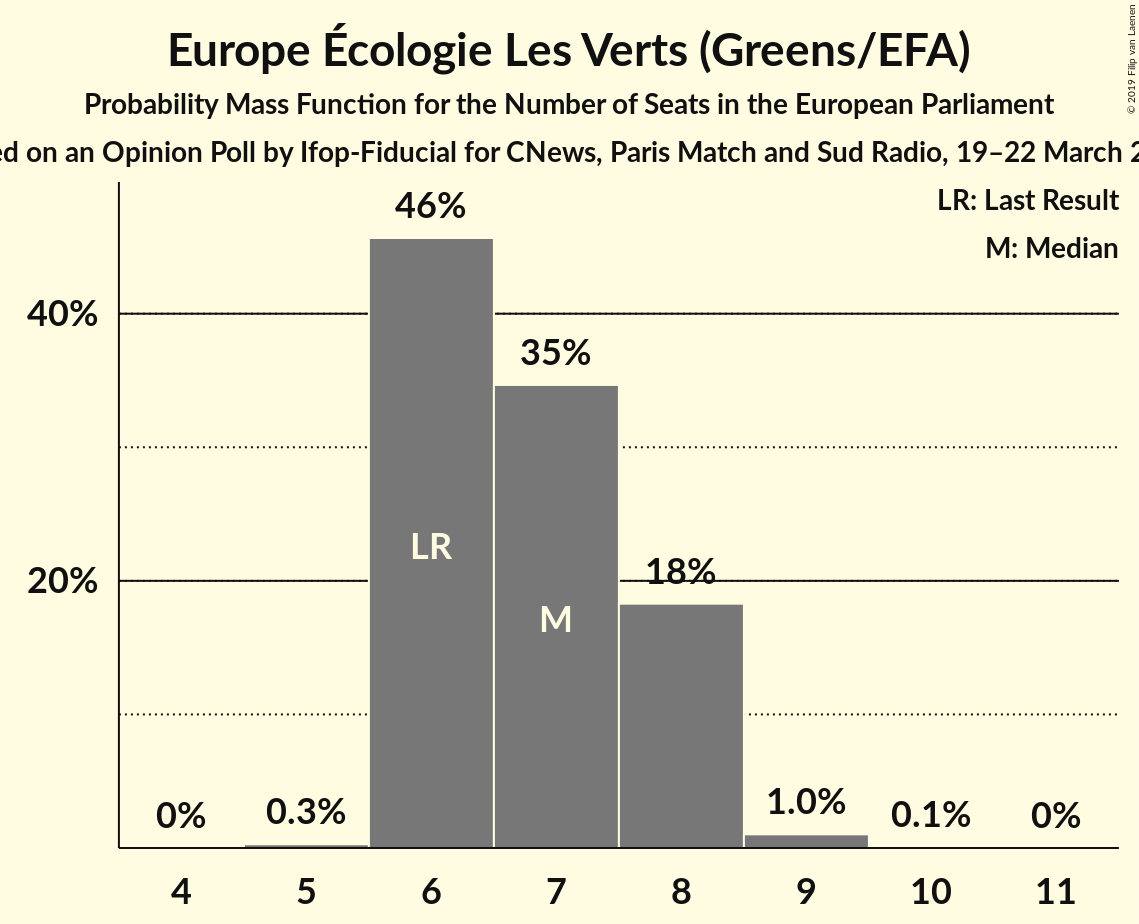 Europe Écologie Les Verts (Greens/EFA)
Probability Mass Function for the Number of Seats in the European Parliament
on an Opinion Poll by Ifop-Fiducial for CNews, Paris Match and Sud Radio, 19–22 March
© 2019 Filip van Laenen
LR: Last Result
M: Median
46%
40%
35%
LR
20%
18%
M
0%
0.3%
1.0%
0.1%
0%
4 5 6 7 8 9 10 11